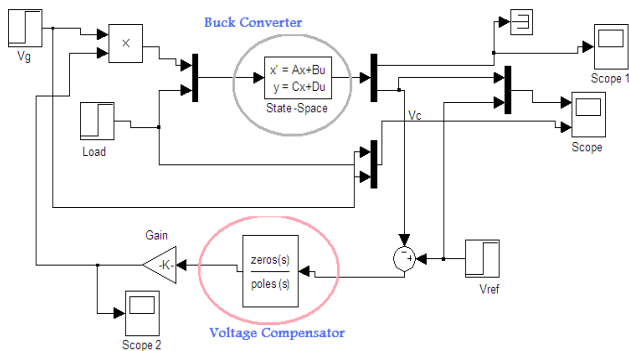 Buck Converter
Vg
×
x' = Ax+Bu
y = Cx+Du
State-Space
Scope 1
Load
Vc
Scope
Gain
-K-
zeros(s)
poles(s)
-
+
Vref
Scope 2
Voltage Compensator